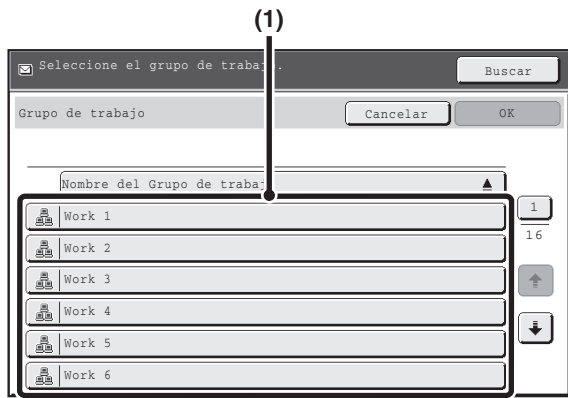 (1)
Seleccione el grupo de trabajo.
Buscar
Grupo de trabajo
Cancelar
OK
Nombre del Grupo de trabajo
Work 1
Work 2
Work 3
Work 4
Work 5
Work 6
1
16